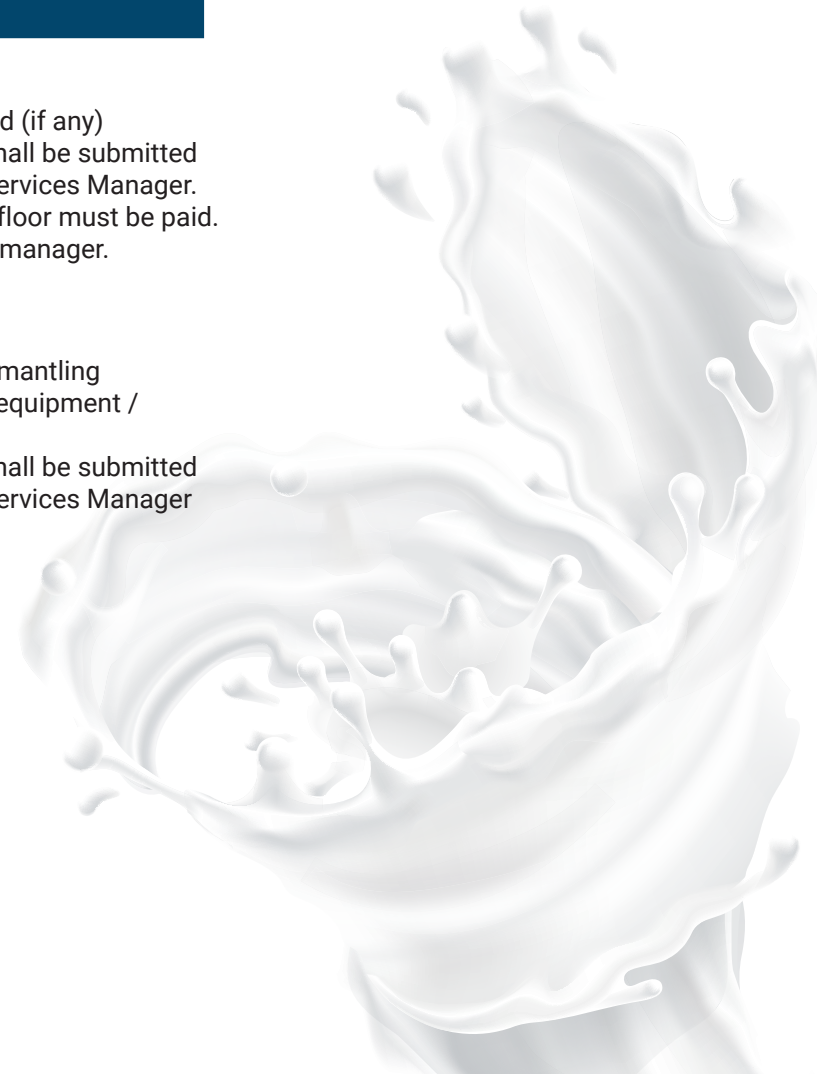 d (if any)
hall be submitted
ervices Manager.
floor must be paid.
manager.
mantling
equipment /
hall be submitted
ervices Manager